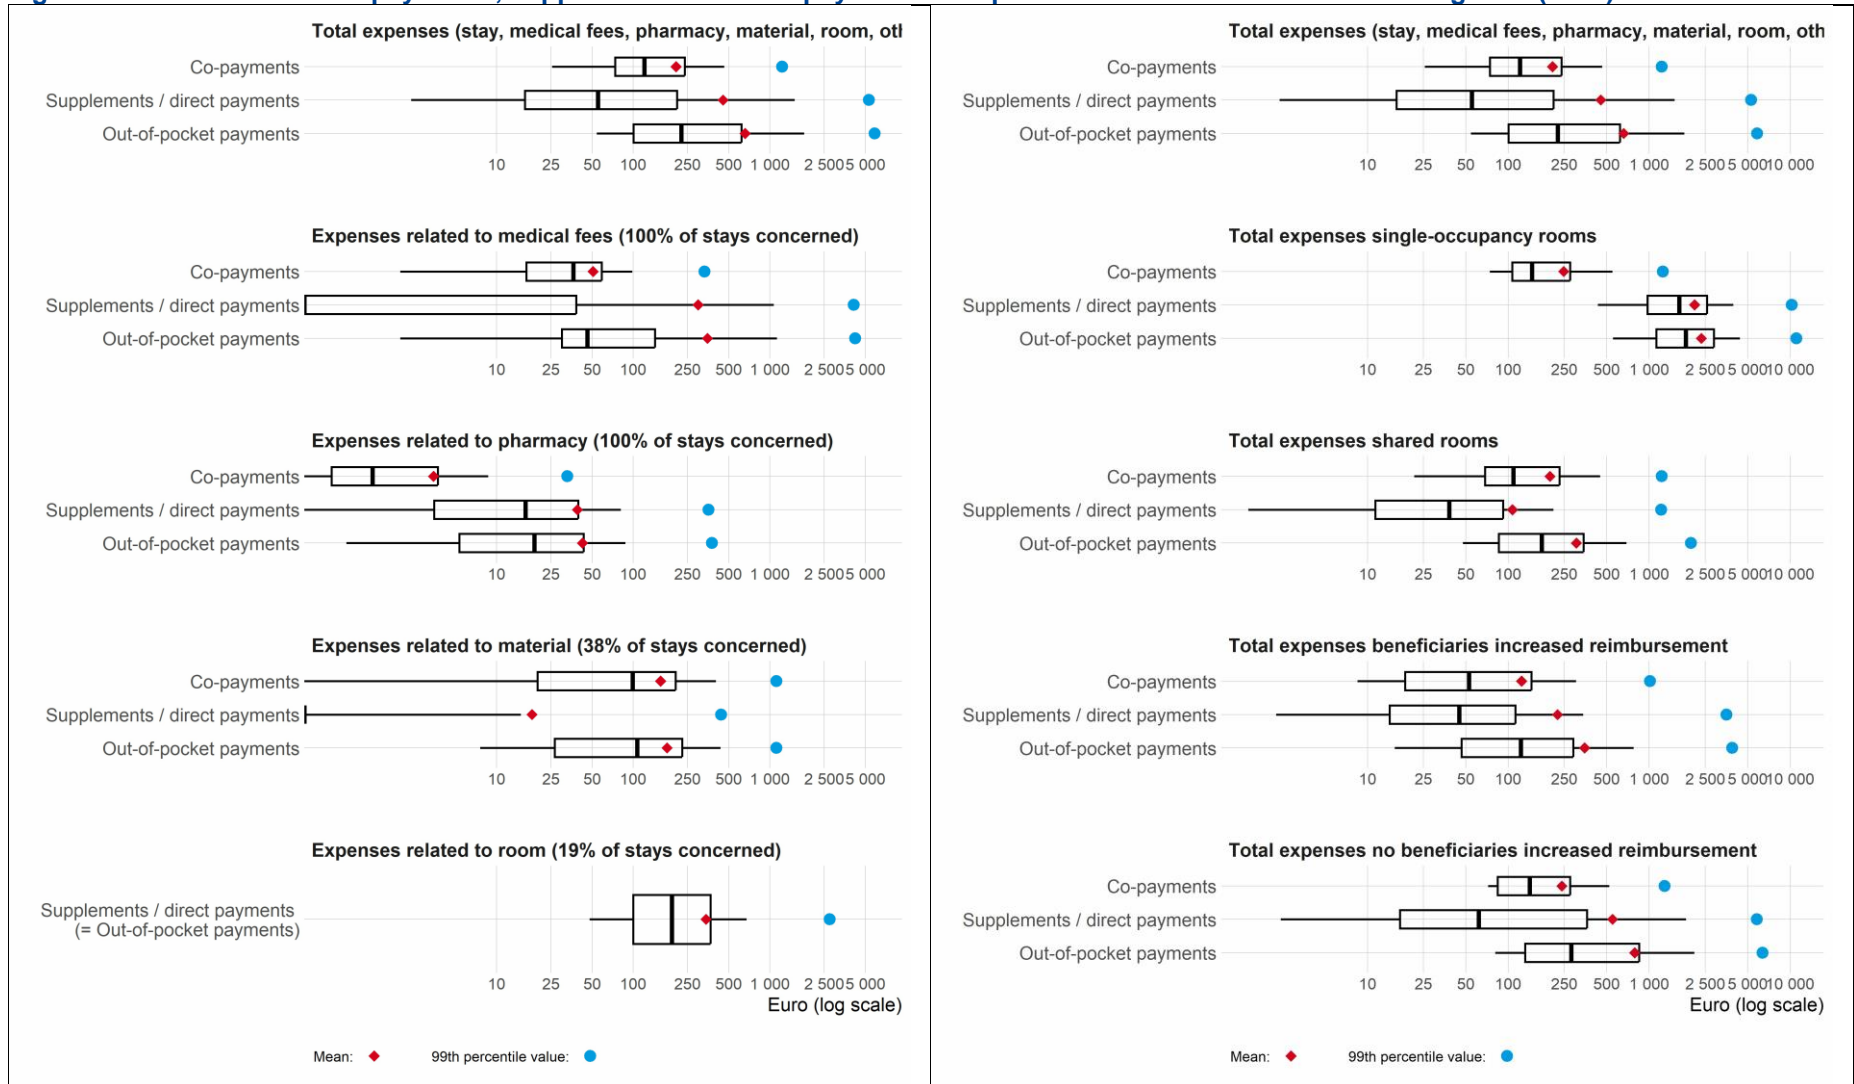 Total expenses (stay, medical fees, pharmacy, material, room, oth
Co-payments
Supplements / direct payments
Out-of-pocket payments
10 25 50 100 250 500 1 000 2 500 5 000
Expenses related to medical fees (100% of stays concerned)
Co-payments
Supplements / direct payments
Out-of-pocket payments
10 25 50 100 250 500 1 000 2 500 5 000
Expenses related to pharmacy (100% of stays concerned)
Co-payments
Supplements / direct payments
Out-of-pocket payments
10 25 50 100 250 500 1 000 2 500 5 000
Expenses related to material (38% of stays concerned)
Co-payments
Supplements / direct payments
Out-of-pocket payments
10 25 50 100 250 500 1 000 2 500 5 000
Expenses related to room (19% of stays concerned)
Supplements / direct payments
(= Out-of-pocket payments)
10 25 50 100 250 500 1 000 2 500 5 000
Euro (log scale)
Mean: 99th percentile value:
Total expenses (stay, medical fees, pharmacy, material, room, oth
Co-payments
Supplements / direct payments
Out-of-pocket payments
10 25 50 100 250 500 1 000 2 500 5 000 10 000
Total expenses single-occupancy rooms
Co-payments
Supplements / direct payments
Out-of-pocket payments
10 25 50 100 250 500 1 000 2 500 5 000 10 000
Total expenses shared rooms
Co-payments
Supplements / direct payments
Out-of-pocket payments
10 25 50 100 250 500 1 000 2 500 5 000 10 000
Total expenses beneficiaries increased reimbursement
Co-payments
Supplements / direct payments
Out-of-pocket payments
10 25 50 100 250 500 1 000 2 500 5 000 10 000
Total expenses no beneficiaries increased reimbursement
Co-payments
Supplements / direct payments
Out-of-pocket payments
10 25 50 100 250 500 1 000 2 500 5 000 10 000
Euro (log scale)
Mean: 99th percentile value: